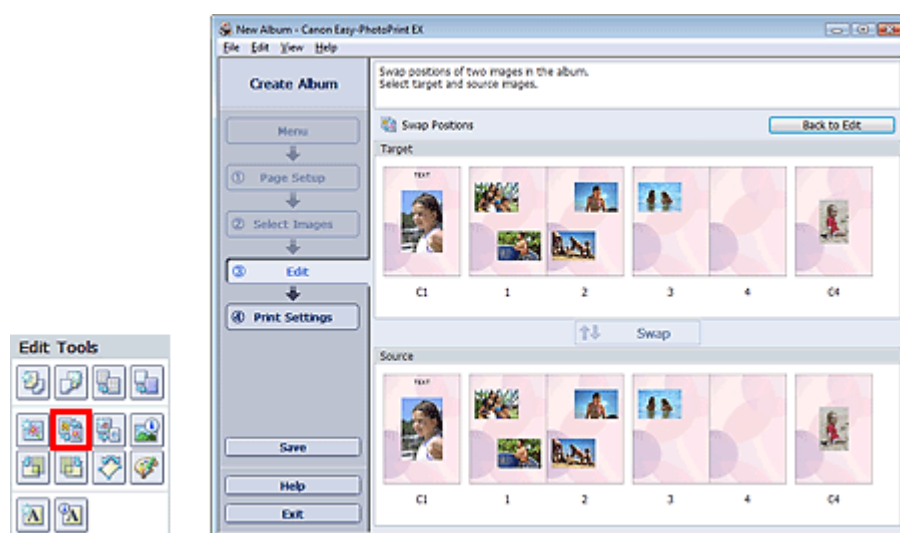 New Album - Canon Easy-PhotoPrint EX
File Edit View Help
Create Album
Swap positions of two images in the album.
Select target and source images.
Menu
① Page Setup
② Select Images
③ Edit
④ Print Settings
Save
Help
Exit
Swap Positions
Back to Edit
Target
TEXT
C1 1 2 3 4 C4
Swap
Source
TEXT
C1 1 2 3 4 C4
Edit Tools
A A